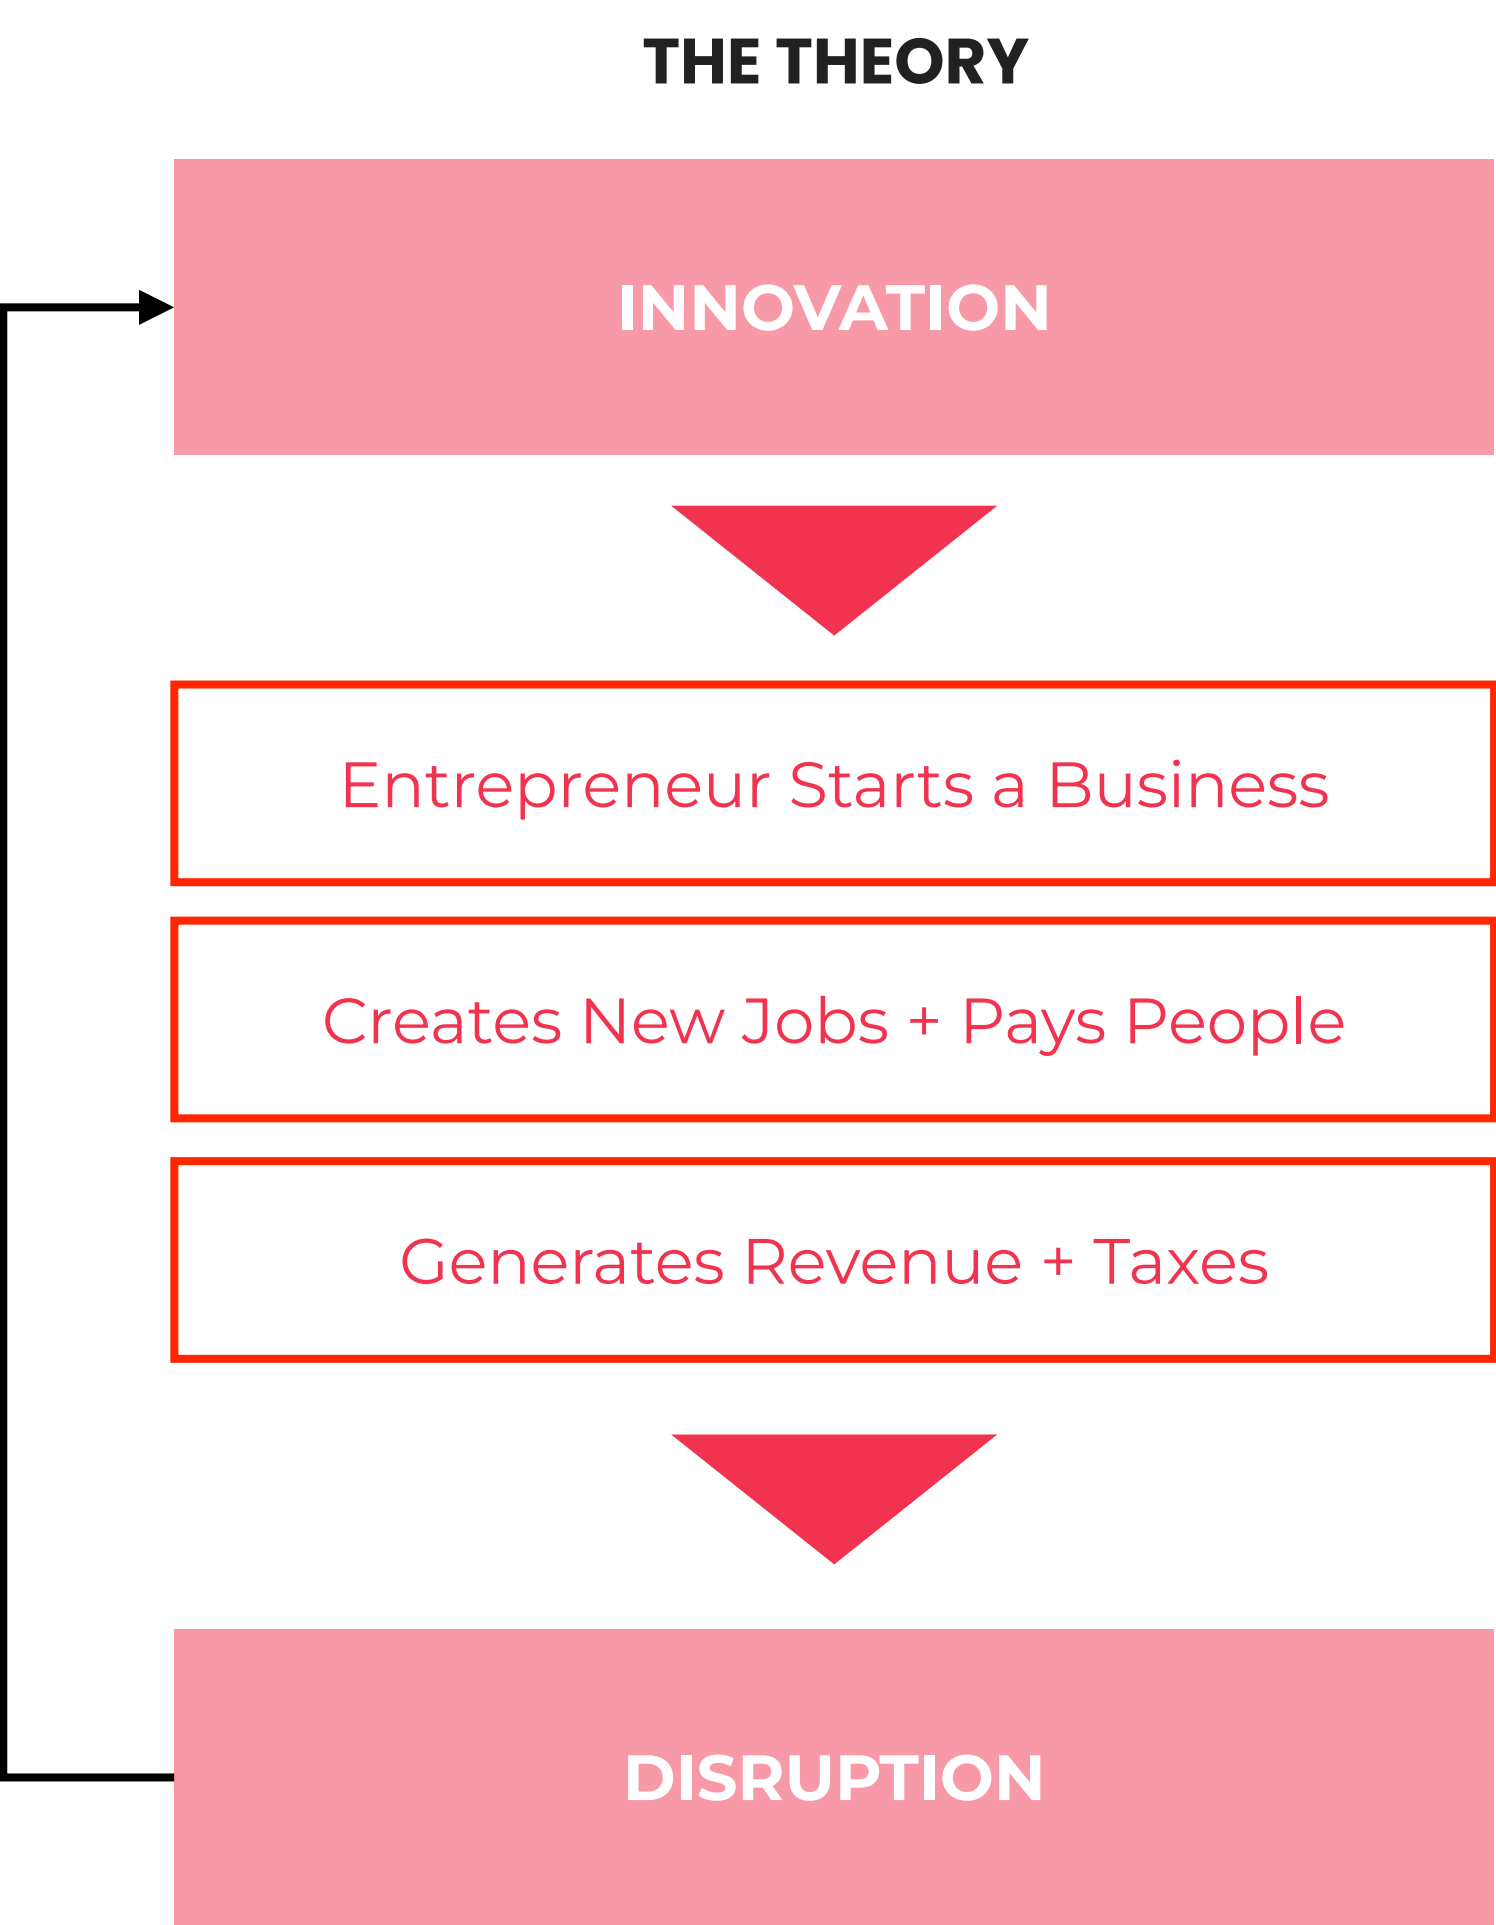 THE THEORY
INNOVATION
Entrepreneur Starts a Business
Creates New Jobs + Pays People
Generates Revenue + Taxes
DISRUPTION